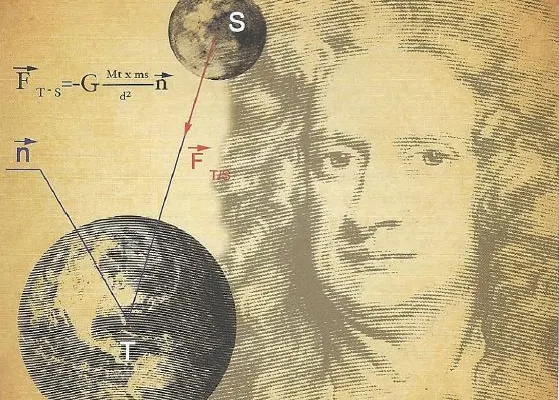 S
F⃗ T-S=-G Mt x ms / d² n⃗
n⃗
F⃗ T/S
T